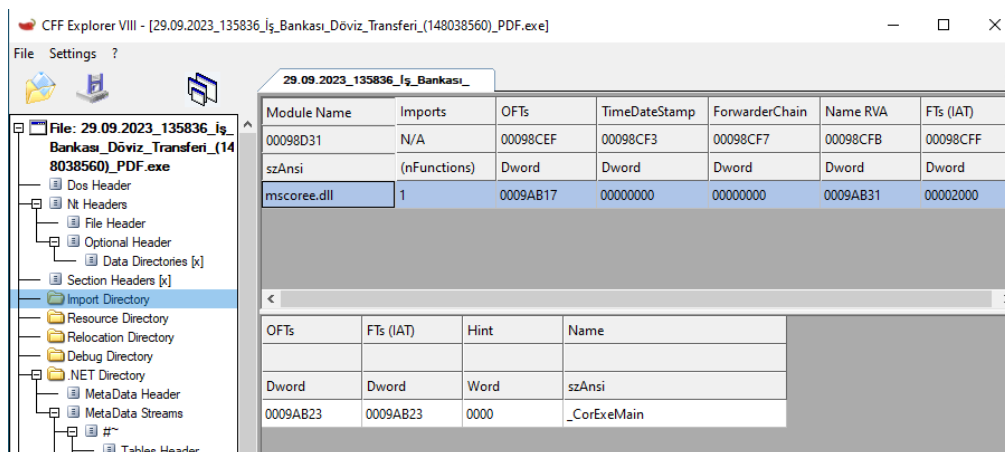 CFF Explorer VIII - [29.09.2023_135836_İş_Bankası_Döviz_Transferi_(148038560)_PDF.exe]
File Settings ?
29.09.2023_135836_İş_Bankası_
File: 29.09.2023_135836_İş_
Bankası_Döviz_Transferi_(14
8038560)_PDF.exe
Dos Header
Nt Headers
File Header
Optional Header
Data Directories [x]
Section Headers [x]
Import Directory
Resource Directory
Relocation Directory
Debug Directory
.NET Directory
MetaData Header
MetaData Streams
#~
Tables Header
Module Name Imports OFTs TimeDateStamp ForwarderChain Name RVA FTs (IAT)
00098D31 N/A 00098CEF 00098CF3 00098CF7 00098CFB 00098CFF
szAnsi (nFunctions) Dword Dword Dword Dword Dword
mscoree.dll 1 0009AB17 00000000 00000000 0009AB31 00002000
OFTs FTs (IAT) Hint Name
Dword Dword Word szAnsi
0009AB23 0009AB23 0000 _CorExeMain